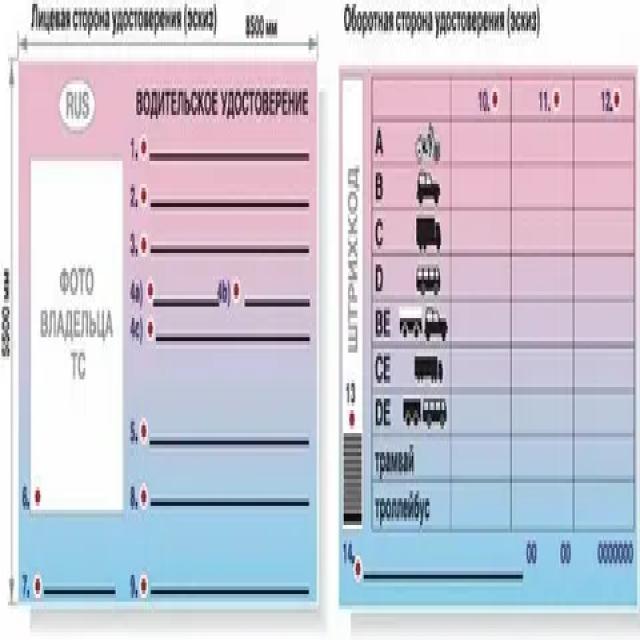 Лицевая сторона удостоверения (эскиз)
8500 мм
5500 мм
RUS
ВОДИТЕЛЬСКОЕ УДОСТОВЕРЕНИЕ
1.
2.
3.
4a) 4b)
4c)
5.
8.
9.
ФОТО
ВЛАДЕЛЬЦА
ТС
6.
7.
Оборотная сторона удостоверения (эскиз)
10. 11. 12.
A
B
C
D
BE
CE
DE
трамвай
троллейбус
ШТРИХКОД
13
14.
00 00 0000000